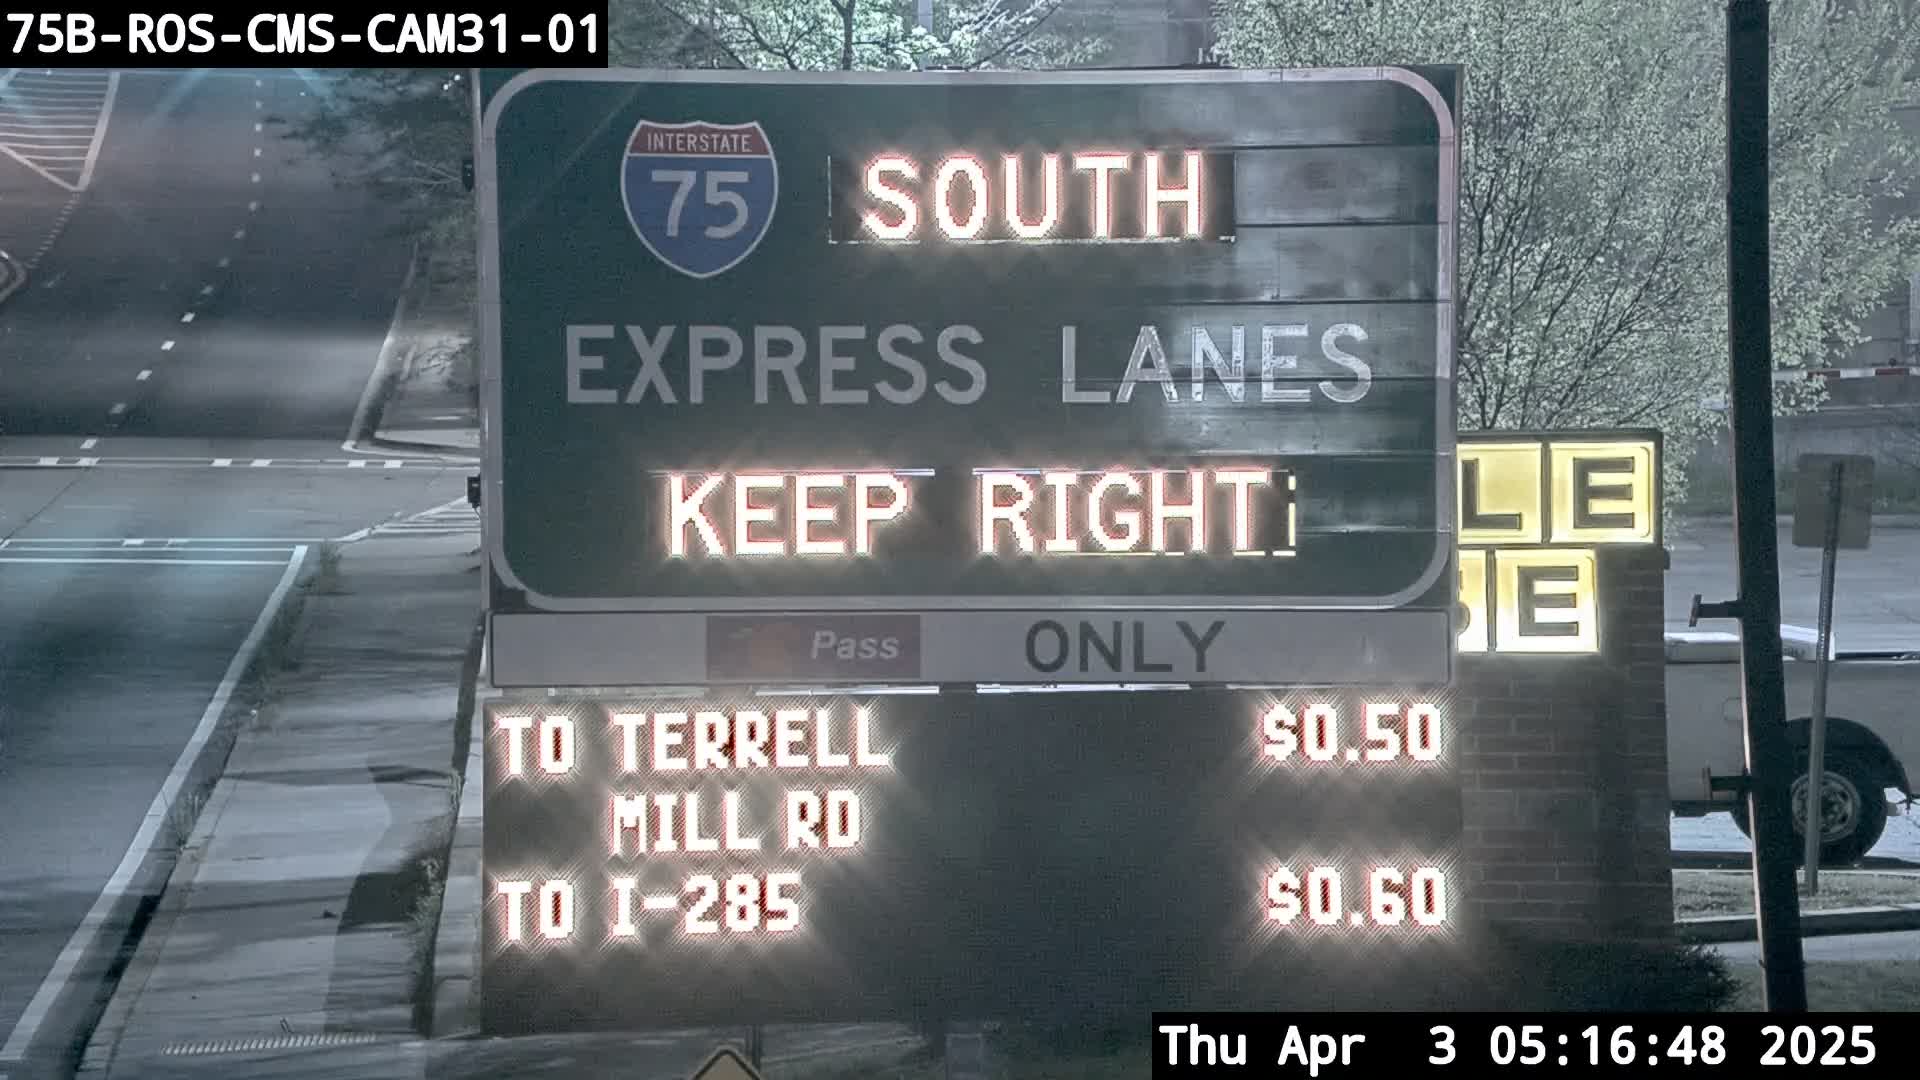 75B-ROS-CMS-CAM31-01
INTERSTATE
75
SOUTH
EXPRESS LANES
KEEP RIGHT
Pass ONLY
TO TERRELL $0.50
MILL RD
TO I-285 $0.60
LE
E
Thu Apr 3 05:16:48 2025